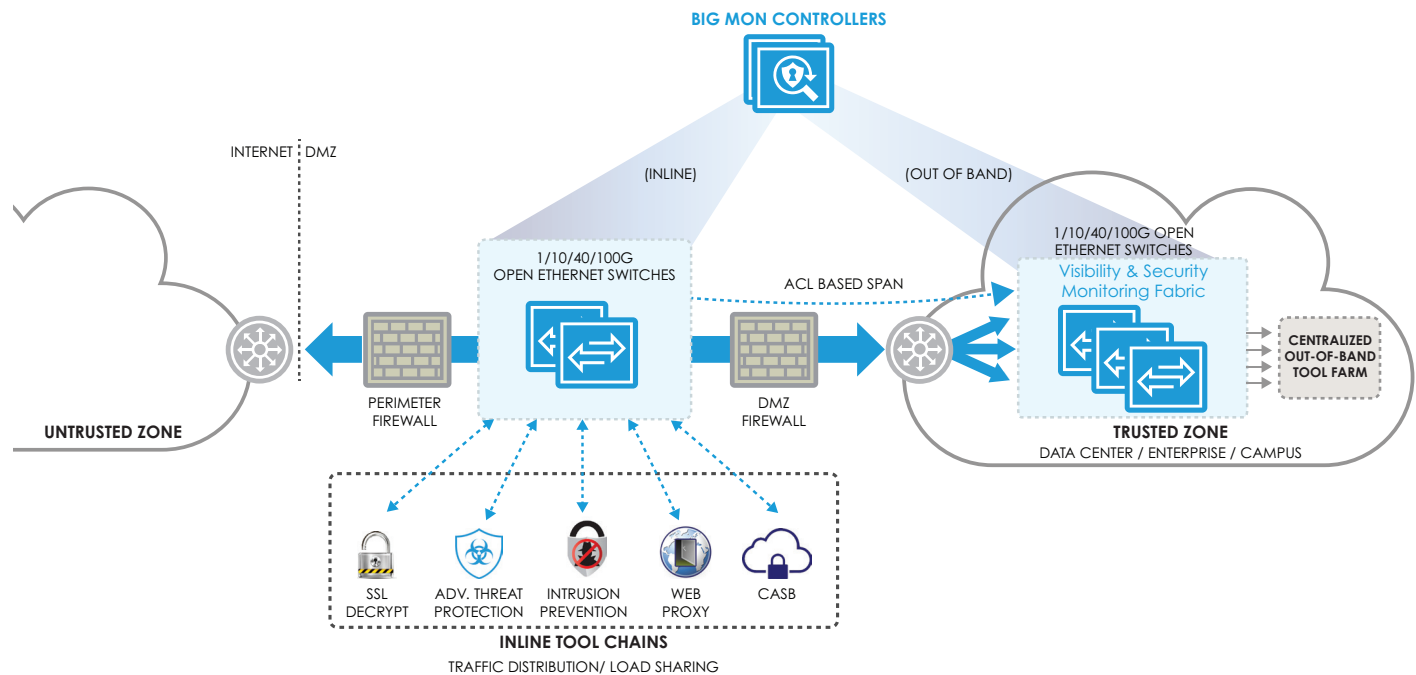 BIG MON CONTROLLERS
INTERNET
DMZ
(INLINE)
(OUT OF BAND)
1/10/40/100G
OPEN ETHERNET SWITCHES
1/10/40/100G OPEN
ETHERNET SWITCHES
Visibility & Security
Monitoring Fabric
ACL BASED SPAN
CENTRALIZED
OUT-OF-BAND
TOOL FARM
PERIMETER
FIREWALL
DMZ
FIREWALL
UNTRUSTED ZONE
TRUSTED ZONE
DATA CENTER / ENTERPRISE / CAMPUS
SSL
DECRYPT
ADV. THREAT
PROTECTION
INTRUSION
PREVENTION
WEB
PROXY
CASB
INLINE TOOL CHAINS
TRAFFIC DISTRIBUTION/ LOAD SHARING